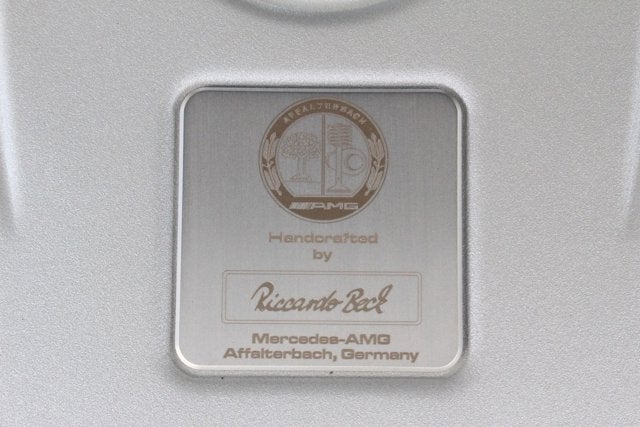 AFFALTERBACH
AMG
Handcrafted
by
Riccardo Beck
Mercedes-AMG
Affalterbach, Germany